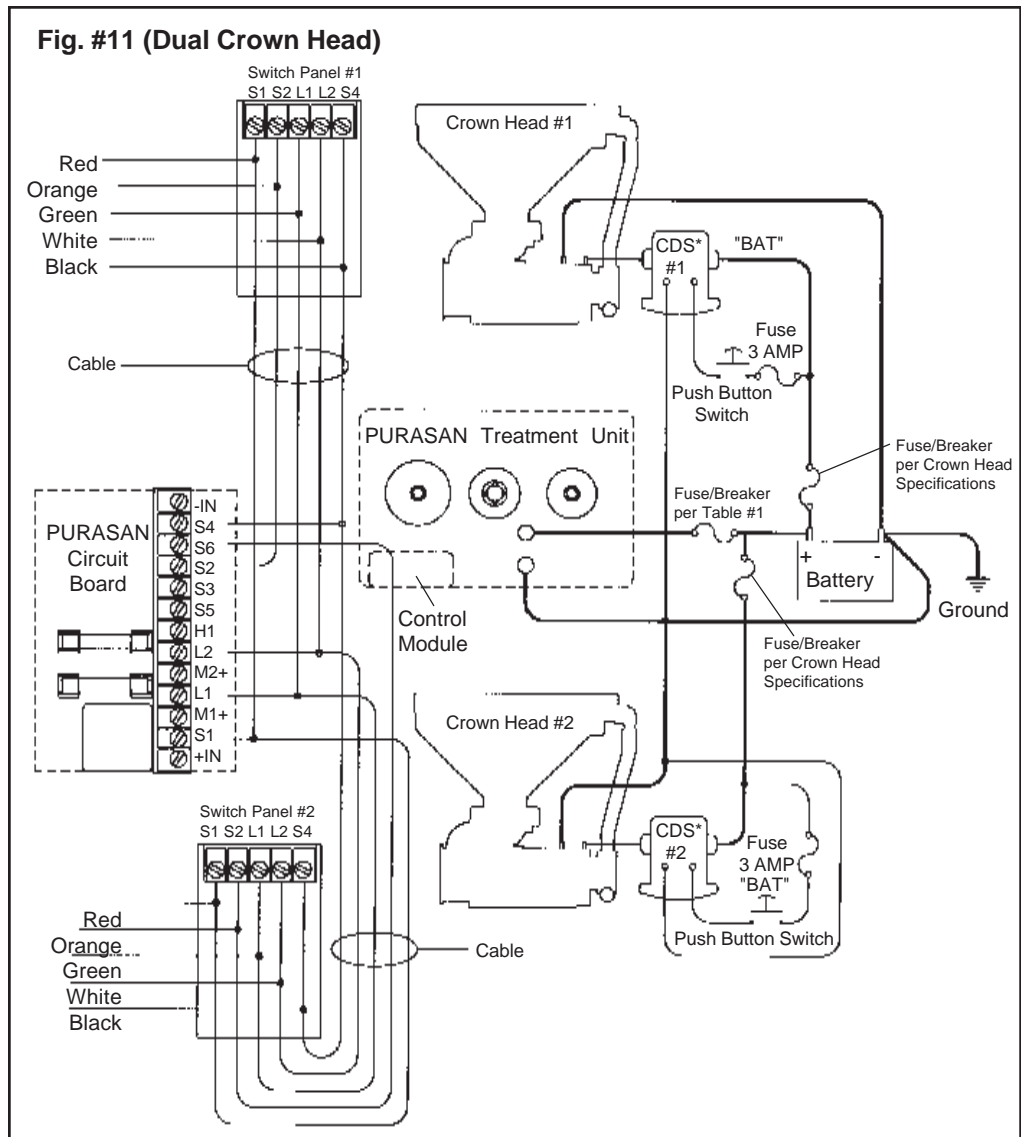 Fig. #11 (Dual Crown Head)
Switch Panel #1
S1 S2 L1 L2 S4
Red
Orange
Green
White
Black
Cable
Crown Head #1
CDS*
#1
"BAT"
Fuse
3 AMP
Push Button
Switch
PURASAN Treatment Unit
Control
Module
Fuse/Breaker
per Table #1
Fuse/Breaker
per Crown Head
Specifications
+ -
Battery
Ground
Fuse/Breaker
per Crown Head
Specifications
PURASAN
Circuit
Board
-IN
S4
S6
S2
S3
S5
H1
L2
M2+
L1
M1+
S1
+IN
Crown Head #2
CDS*
#2
Fuse
3 AMP
"BAT"
Push Button Switch
Switch Panel #2
S1 S2 L1 L2 S4
Red
Orange
Green
White
Black
Cable